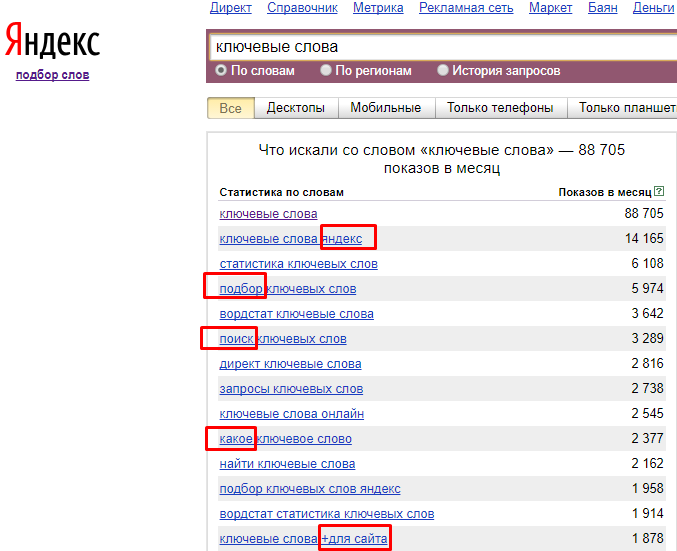 Директ Справочник Метрика Рекламная сеть Маркет Баян Деньги
Яндекс
подбор слов
ключевые слова
По словам По регионам История запросов
Все Десктопы Мобильные Только телефоны Только планшеты
Что искали со словом «ключевые слова» — 88 705
показов в месяц
Статистика по словам Показов в месяц ?
ключевые слова 88 705
ключевые слова яндекс 14 165
статистика ключевых слов 6 108
подбор ключевых слов 5 974
вордстат ключевые слова 3 642
поиск ключевых слов 3 289
директ ключевые слова 2 816
запросы ключевых слов 2 738
ключевые слова онлайн 2 545
какое ключевое слово 2 377
найти ключевые слова 2 162
подбор ключевых слов яндекс 1 958
вордстат статистика ключевых слов 1 914
ключевые слова +для сайта 1 878